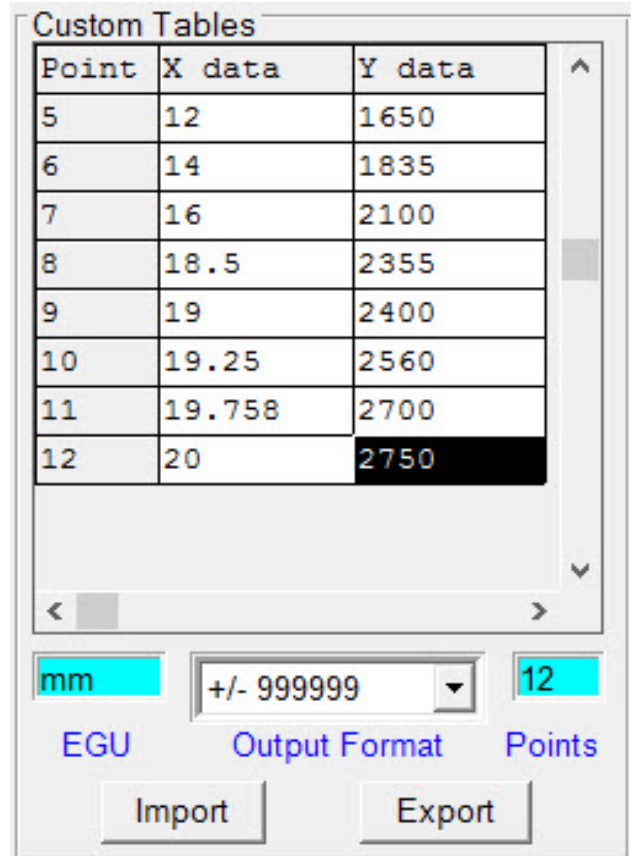 Custom Tables
Point X data Y data
5 12 1650
6 14 1835
7 16 2100
8 18.5 2355
9 19 2400
10 19.25 2560
11 19.758 2700
12 20 2750
mm +/- 999999 12
EGU Output Format Points
Import Export